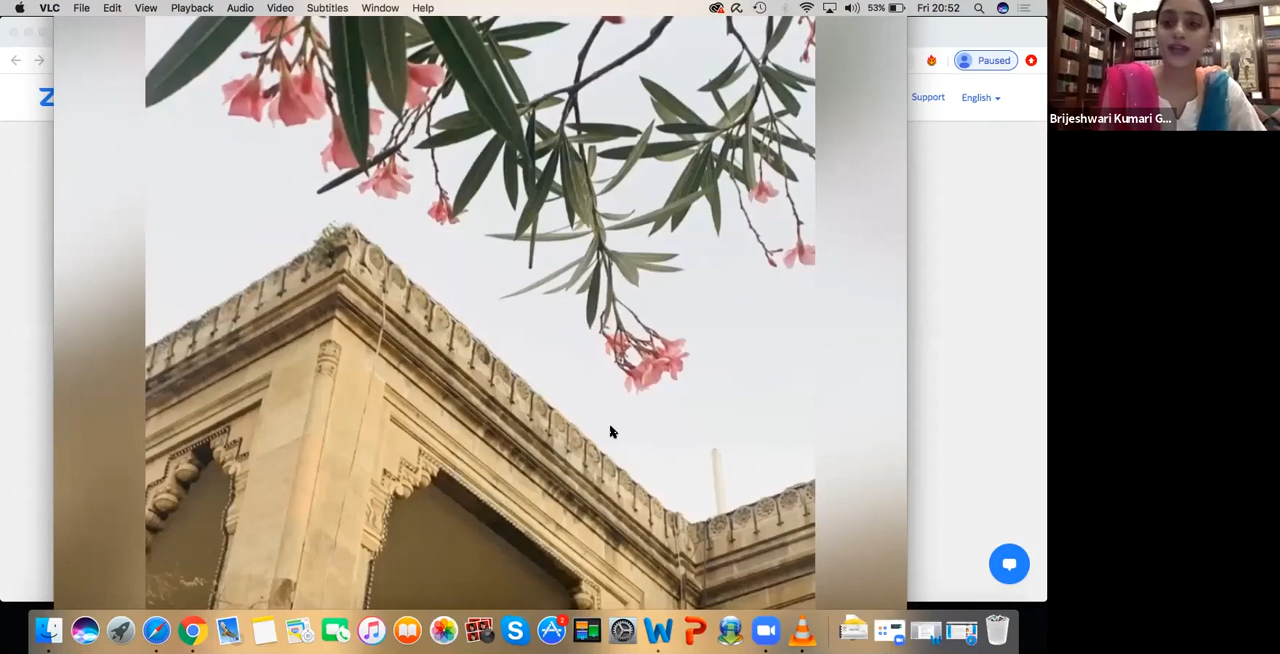 VLC File Edit View Playback Audio Video Subtitles Window Help 53% Fri 20:52
Paused
Support English
Brijeshwari Kumari G...
2